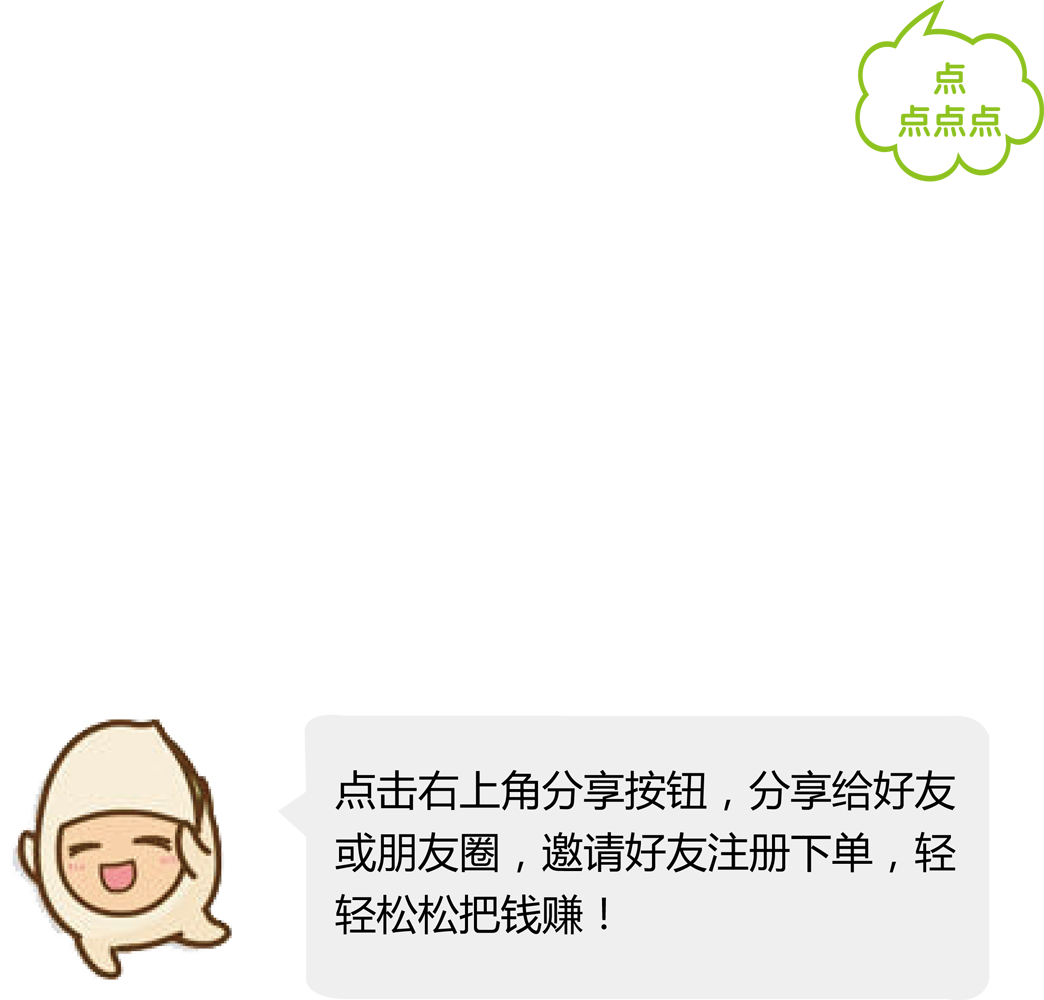 点
点点点
点击右上角分享按钮，分享给好友
或朋友圈，邀请好友注册下单，轻
轻松松把钱赚！